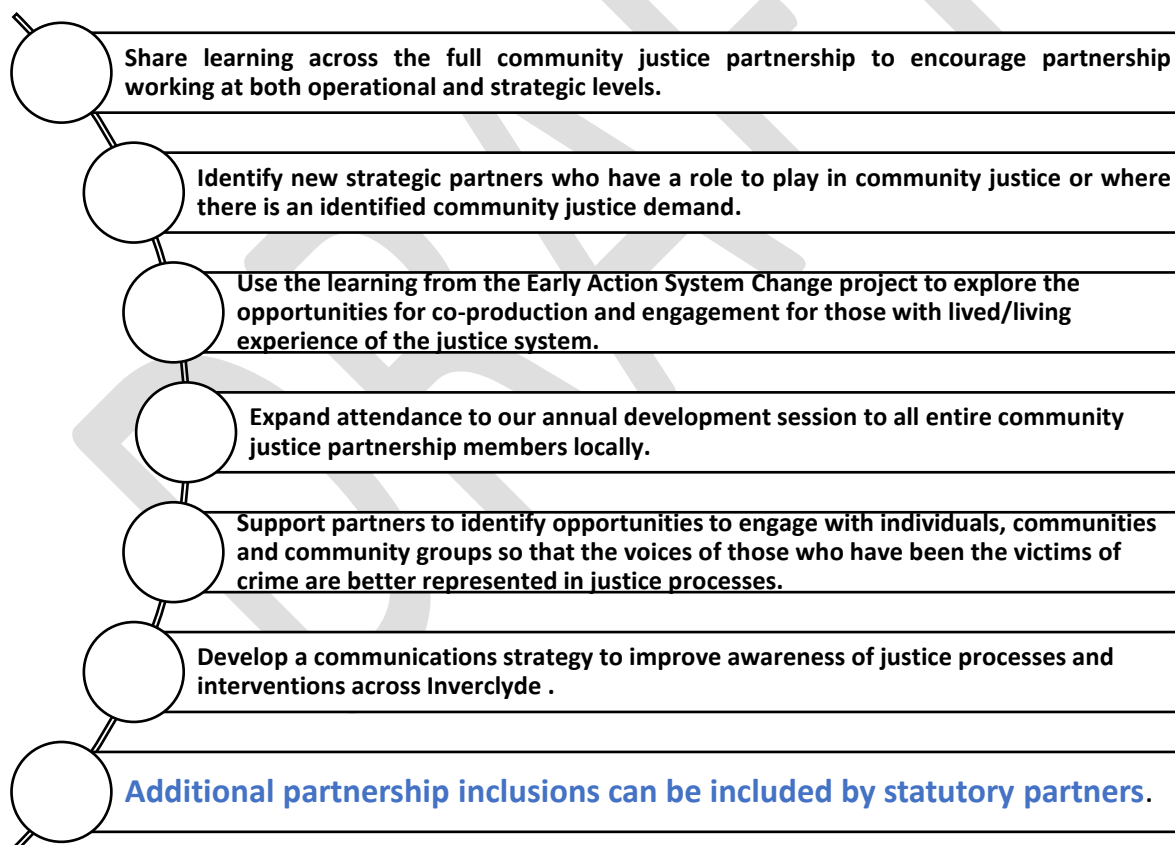 Share learning across the full community justice partnership to encourage partnership
working at both operational and strategic levels.
Identify new strategic partners who have a role to play in community justice or where
there is an identified community justice demand.
Use the learning from the Early Action System Change project to explore the
opportunities for co-production and engagement for those with lived/living
experience of the justice system.
Expand attendance to our annual development session to all entire community
justice partnership members locally.
Support partners to identify opportunities to engage with individuals, communities
and community groups so that the voices of those who have been the victims of
crime are better represented in justice processes.
Develop a communications strategy to improve awareness of justice processes and
interventions across Inverclyde .
Additional partnership inclusions can be included by statutory partners.